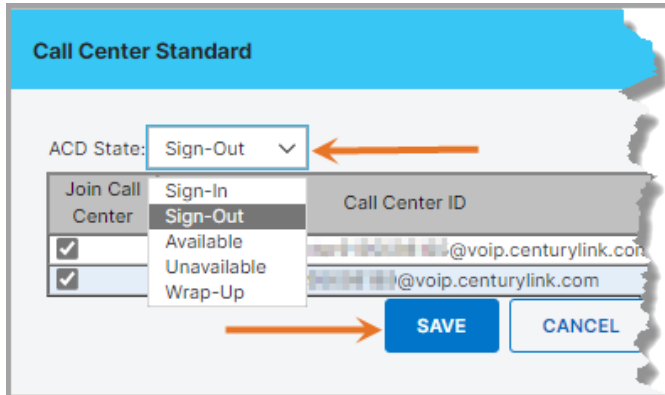 Call Center Standard
ACD State: Sign-Out
Join Call Center
Call Center ID
Sign-In
Sign-Out
Available
Unavailable
Wrap-Up
@voip.centurylink.com
@voip.centurylink.com
SAVE CANCEL